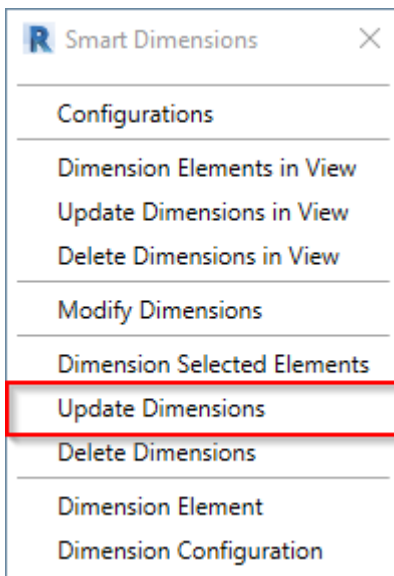 R Smart Dimensions
Configurations
Dimension Elements in View
Update Dimensions in View
Delete Dimensions in View
Modify Dimensions
Dimension Selected Elements
Update Dimensions
Delete Dimensions
Dimension Element
Dimension Configuration